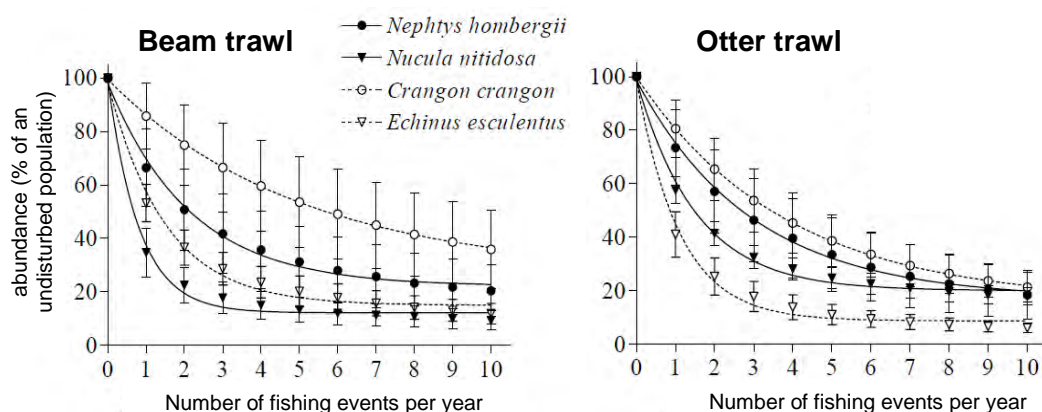 Beam trawl
Nephtys hombergii
Nucula nitidosa
Crangon crangon
Echinus esculentus
Otter trawl
abundance (% of an
undisturbed population)
100
80
60
40
20
0
0 1 2 3 4 5 6 7 8 9 10
Number of fishing events per year
100
80
60
40
20
0
0 1 2 3 4 5 6 7 8 9 10
Number of fishing events per year